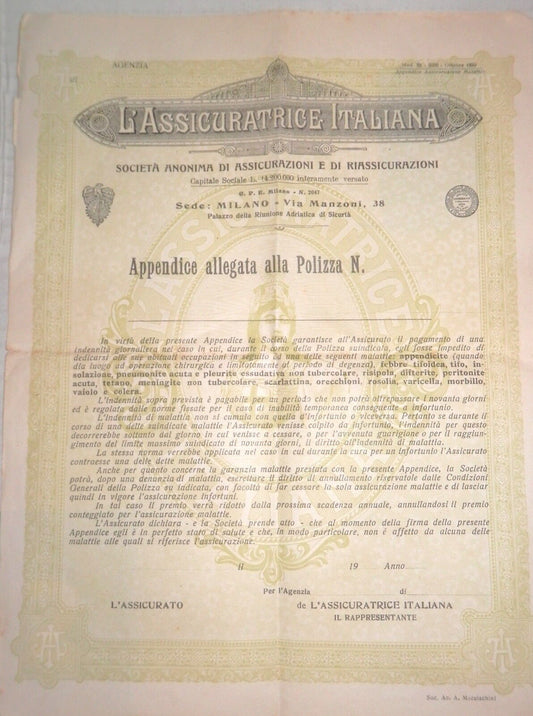 AGENZIA
Appendice Assicurazione Malattie
L'ASSICURATRICE ITALIANA
SOCIETÀ ANONIMA DI ASSICURAZIONI E DI RIASSICURAZIONI
Capitale Sociale L. 14.200.000 interamente versato
C. P. E. Milano - N. 2047
Sede: MILANO - Via Manzoni, 38
Palazzo della Riunione Adriatica di Sicurtà
Appendice allegata alla Polizza N.
In virtù della presente Appendice la Società garantisce all'Assicurato il pagamento di una
indennità giornaliera nel caso in cui, durante il corso della Polizza suindicata, egli fosse impedito di
dedicarsi alle sue abituali occupazioni in seguito ad una delle seguenti malattie: appendicite (quando
dia luogo ad operazione chirurgica e limitatamente al periodo di degenza), febbre tifoidea, tifo, in-
solazione, pneumonite acuta e pleurite essudativa non tubercolare, risipola, difterite, peritonite
acuta, tetano, meningite non tubercolare, scarlattina, orecchioni, rosolia, varicella, morbillo,
vaiolo e colera.
L'indennità sopra prevista è pagabile per un periodo che non potrà oltrepassare i novanta giorni
ed è regolata dalle norme fissate per il caso di inabilità temporanea conseguente a infortunio.
L'indennità di malattia non si cumula con quella d'infortunio o viceversa. Pertanto se durante il
corso di una delle suindicate malattie l'Assicurato venisse colpito da infortunio, l'indennità per questo
decorrerebbe soltanto dal giorno in cui venisse a cessare, o per l'avvenuta guarigione o per il raggiun-
gimento del limite massimo suindicato di novanta giorni, il diritto all'indennità di malattia.
La stessa norma verrebbe applicata nel caso in cui durante la cura per un infortunio l'Assicurato
contraesse una delle dette malattie.
Anche per quanto concerne la garanzia malattie prestata con la presente Appendice, la Società
potrà, dopo una denuncia di malattia, esercitare il diritto di annullamento riservatole dalle Condizioni
Generali della Polizza su indicata, con facoltà di far cessare la sola assicurazione malattie e di lasciar
quindi in vigore l'assicurazione infortuni.
In tal caso il premio verrà ridotto dalla prossima scadenza annuale, annullandosi il premio
conteggiato per l'assicurazione malattie.
L'Assicurato dichiara - e la Società prende atto - che al momento della firma della presente
Appendice egli è in perfetto stato di salute e che, in modo particolare, non è affetto da alcuna delle
malattie alle quali si riferisce l'assicurazione.
li 19 Anno
Per l'Agenzia di
L'ASSICURATO de L'ASSICURATRICE ITALIANA
IL RAPPRESENTANTE
Soc. An. A. Macciachini